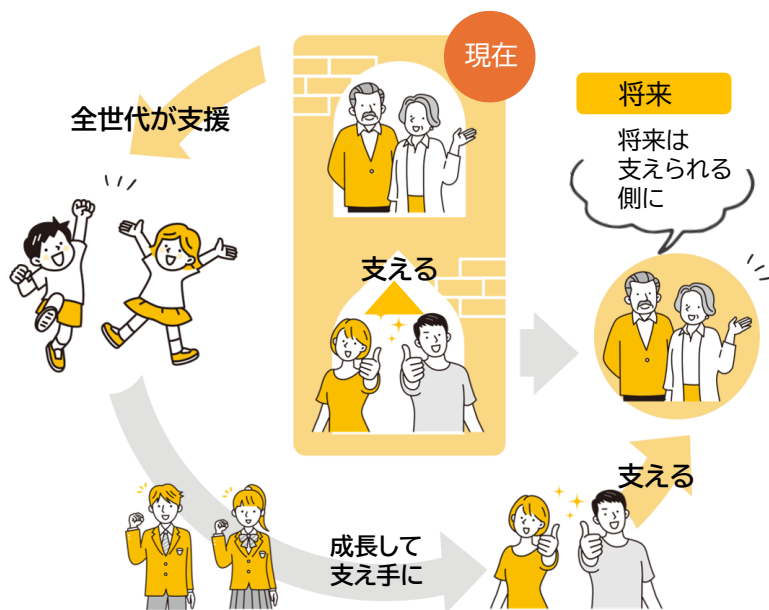 現在
全世代が支援
支える
将来
将来は
支えられる
側に
支える
成長して
支え手に